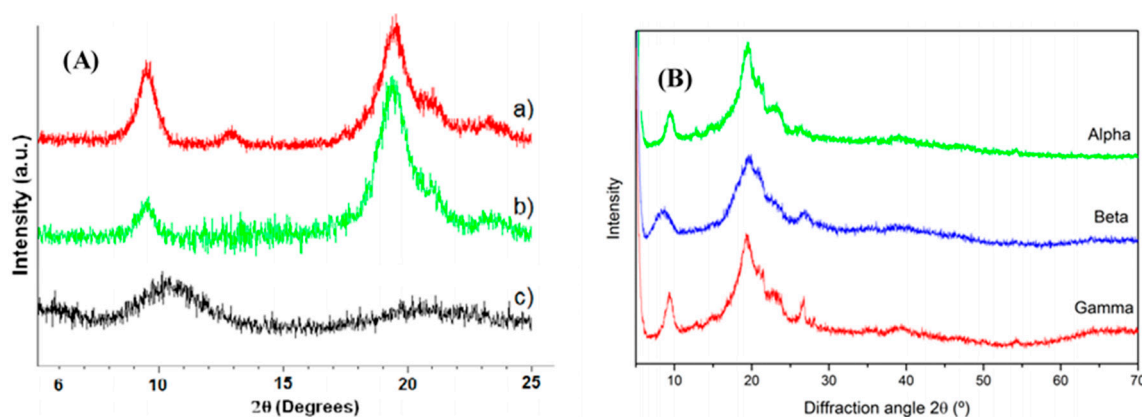 (A)
a)
b)
c)
Intensity (a.u.)
6 10 15 20 25
2θ (Degrees)
(B)
Alpha
Beta
Gamma
Intensity
10 20 30 40 50 60 70
Diffraction angle 2θ (º)